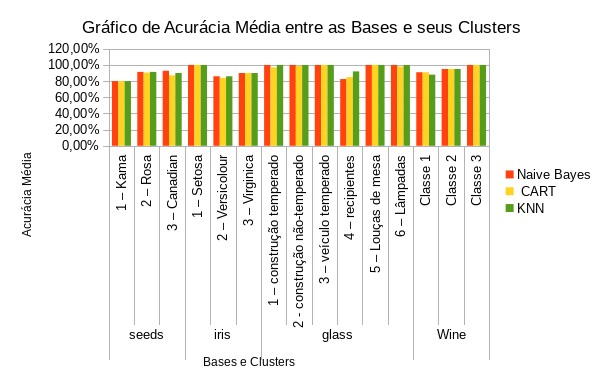 Gráfico de Acurácia Média entre as Bases e seus Clusters
120,00%
100,00%
80,00%
60,00%
40,00%
20,00%
0,00%
Acurácia Média
1 – Kama
2 – Rosa
3 – Canadian
1 – Setosa
2 – Versicolour
3 – Virginica
1 – construção temperado
2 - construção não-temperado
3 – veículo temperado
4 – recipientes
5 – Louças de mesa
6 – Lâmpadas
Classe 1
Classe 2
Classe 3
seeds
iris
glass
Wine
Bases e Clusters
Naive Bayes
CART
KNN